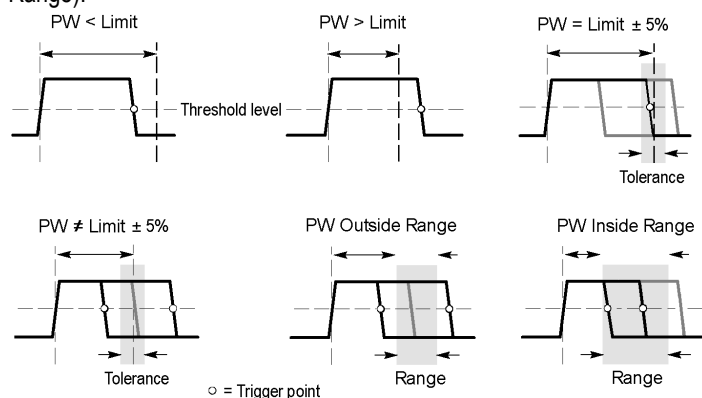 Range).
PW < Limit
PW > Limit
PW = Limit ± 5%
Threshold level
Tolerance
PW ≠ Limit ± 5%
PW Outside Range
PW Inside Range
Tolerance
Range
Range
= Trigger point